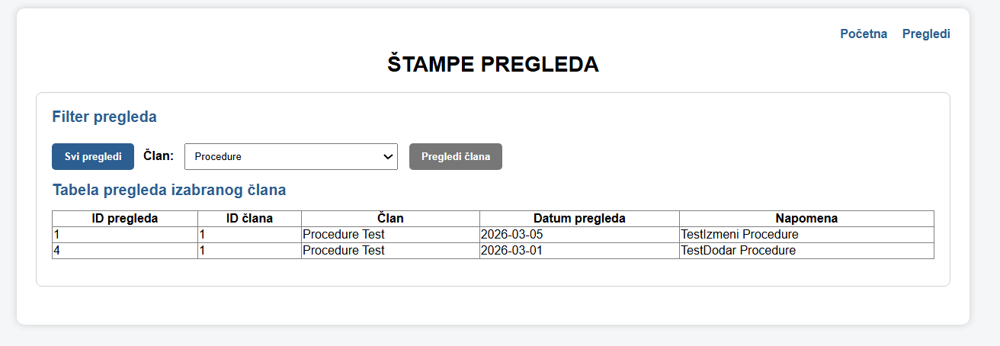 Početna Pregledi
ŠTAMPE PREGLEDA
Filter pregleda
Svi pregledi Član: Procedure Pregledi člana
Tabela pregleda izabranog člana
ID pregleda ID člana Član Datum pregleda Napomena
1 1 Procedure Test 2026-03-05 TestIzmeni Procedure
4 1 Procedure Test 2026-03-01 TestDodar Procedure